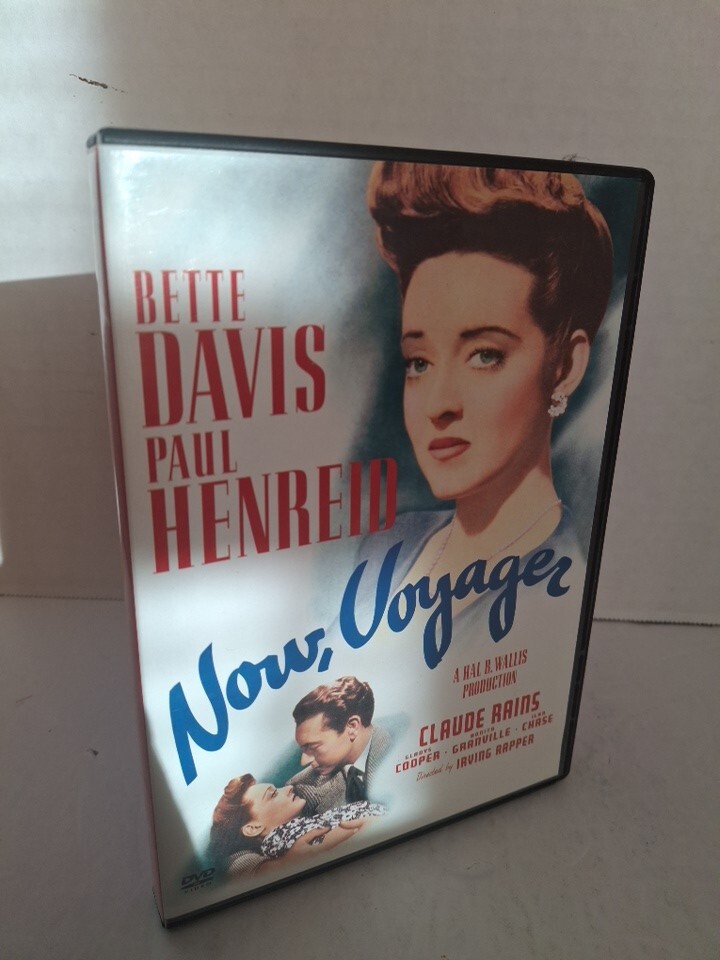 BETTE
DAVIS
PAUL
HENREID
Now, Voyager
A HAL B. WALLIS
PRODUCTION
CLAUDE RAINS
GLADYS BONITA ILKA
COOPER · GRANVILLE · CHASE
Directed by IRVING RAPPER
DVD
VIDEO